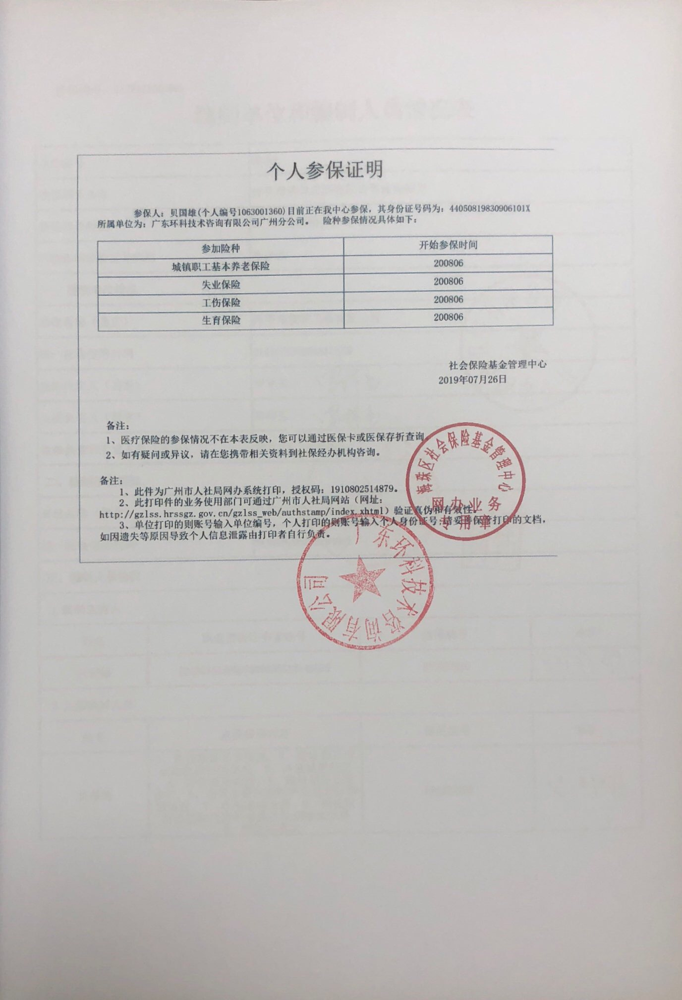 个人参保证明
参保人：贝国雄(个人编号1063001360)目前正在我中心参保，其身份证号码为：44050819830906101X
所属单位为：广东环科技术咨询有限公司广州分公司。 险种参保情况具体如下：
参加险种 开始参保时间
城镇职工基本养老保险 200806
失业保险 200806
工伤保险 200806
生育保险 200806
社会保险基金管理中心
2019年07月26日
备注：
1、医疗保险的参保情况不在本表反映，您可以通过医保卡或医保存折查询。
2、如有疑问或异议，请在您携带相关资料到社保经办机构咨询。
备注：
1、此件为广州市人社局网办系统打印，授权码：1910802514879。
2、此打印件的业务使用部门可通过广州市人社局网站（网址：
http://gzlss.hrssgz.gov.cn/gzlss_web/authstamp/index.xhtml）验证真伪和有效性。
3、单位打印的则账号输入单位编号，个人打印的则账号输入个人身份证号;请妥善保管打印的文档，
如因遗失等原因导致个人信息泄露由打印者自行负责。
海珠区社会保险基金管理中心
网办业务
专用章
广东环科技术咨询有限公司